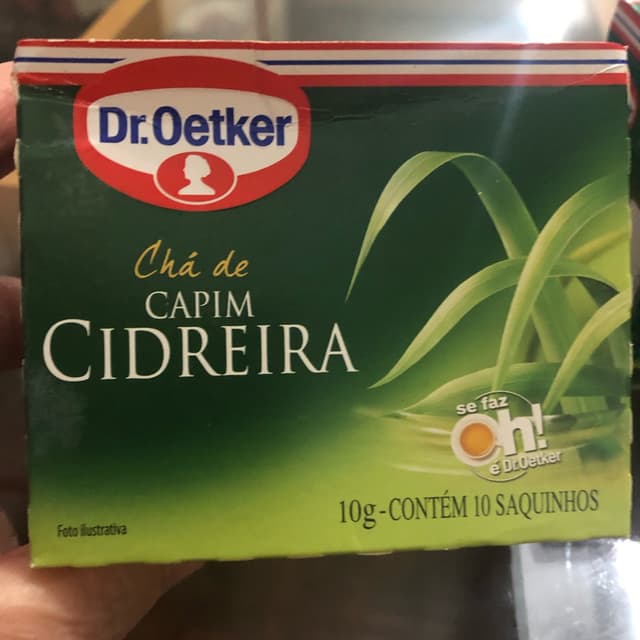 Dr.Oetker
Chá de
CAPIM
CIDREIRA
se faz
Oh!
é Dr.Oetker
10g-CONTÉM 10 SAQUINHOS
Foto ilustrativa